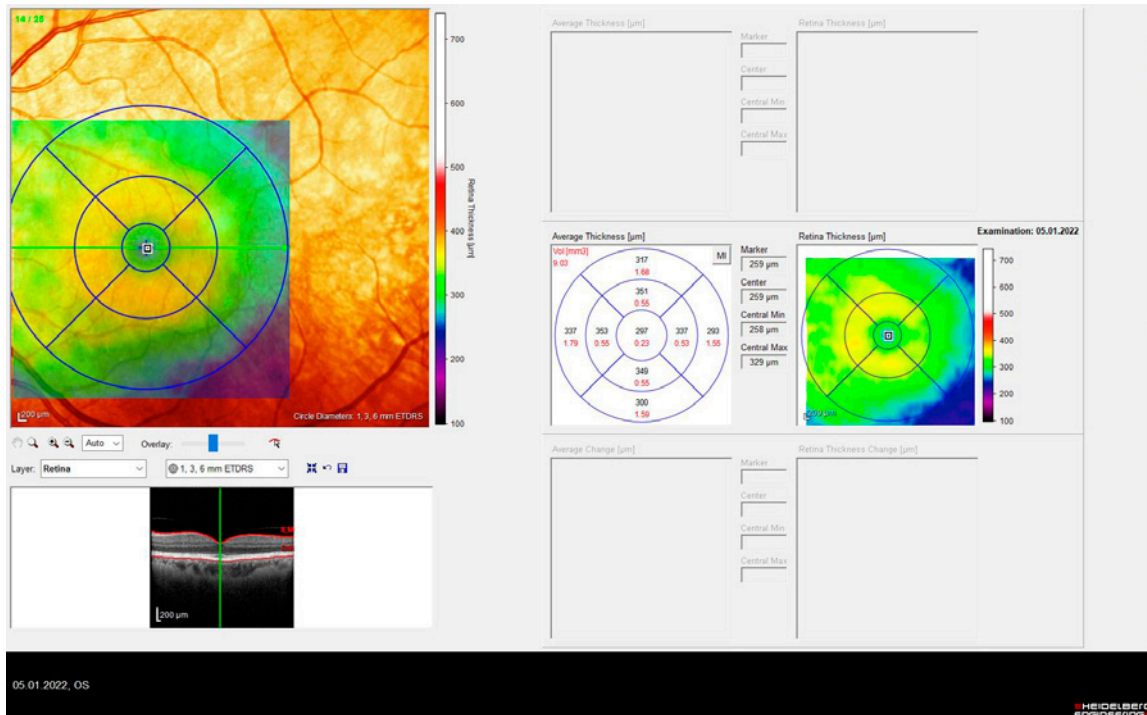 14 / 25
700
600
500
400
300
200
100
Retina Thickness [µm]
200 µm
Circle Diameters: 1, 3, 6 mm ETDRS
Auto
Overlay:
Layer: Retina
1, 3, 6 mm ETDRS
200 µm
Average Thickness [µm]
Marker
Center
Central Min
Central Max
Retina Thickness [µm]
Average Thickness [µm]
Vol [mm3]
9.03
MI
317
1.68
351
0.55
337
1.79
353
0.55
297
0.23
337
0.53
293
1.55
349
0.55
300
1.59
Marker
259 µm
Center
259 µm
Central Min
258 µm
Central Max
329 µm
Retina Thickness [µm]
Examination: 05.01.2022
200 µm
700
600
500
400
300
200
100
Average Change [µm]
Marker
Center
Central Min
Central Max
Retina Thickness Change [µm]
05.01.2022, OS
HEIDELBERG
ENGINEERING